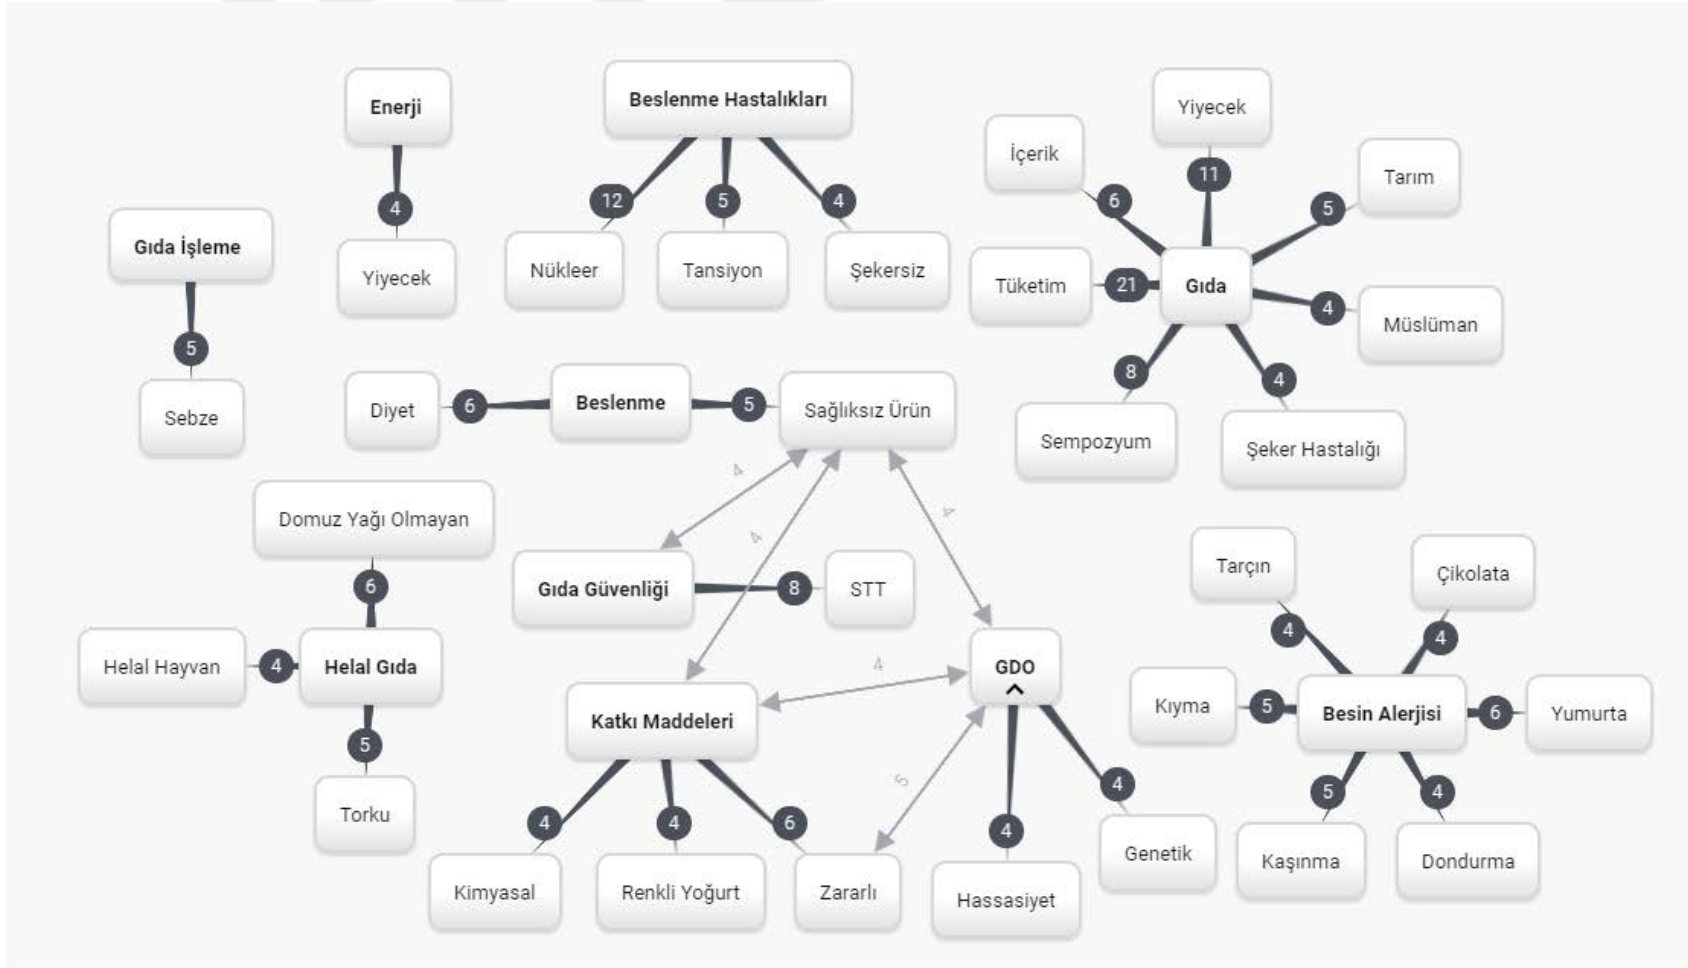 Enerji
4
Yiyecek
Beslenme Hastalıkları
12
5
4
Nükleer
Tansiyon
Şekersiz
Gıda İşleme
5
Sebze
Yiyecek
İçerik
Tarım
11
6
5
Tüketim
21
Gıda
4
Müslüman
8
4
Sempozyum
Şeker Hastalığı
Diyet
6
Beslenme
5
Sağlıksız Ürün
4
4
4
Domuz Yağı Olmayan
6
Helal Hayvan
4
Helal Gıda
5
Torku
Gıda Güvenliği
8
STT
GDO
4
Katkı Maddeleri
5
4
4
6
4
4
Kimyasal
Renkli Yoğurt
Zararlı
Hassasiyet
Genetik
Tarçın
Çikolata
4
4
Kıyma
5
Besin Alerjisi
6
Yumurta
5
4
Kaşınma
Dondurma